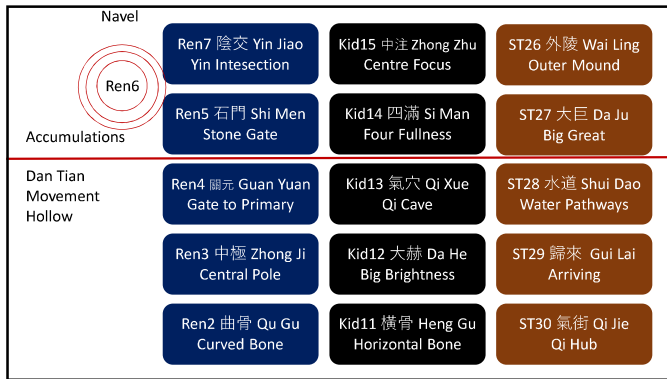 Navel
Ren6
Accumulations
Ren7 陰交 Yin Jiao
Yin Intesection
Kid15 中注 Zhong Zhu
Centre Focus
ST26 外陵 Wai Ling
Outer Mound
Ren5 石門 Shi Men
Stone Gate
Kid14 四滿 Si Man
Four Fullness
ST27 大巨 Da Ju
Big Great
Dan Tian
Movement
Hollow
Ren4 關元 Guan Yuan
Gate to Primary
Kid13 氣穴 Qi Xue
Qi Cave
ST28 水道 Shui Dao
Water Pathways
Ren3 中極 Zhong Ji
Central Pole
Kid12 大赫 Da He
Big Brightness
ST29 歸來 Gui Lai
Arriving
Ren2 曲骨 Qu Gu
Curved Bone
Kid11 橫骨 Heng Gu
Horizontal Bone
ST30 氣街 Qi Jie
Qi Hub